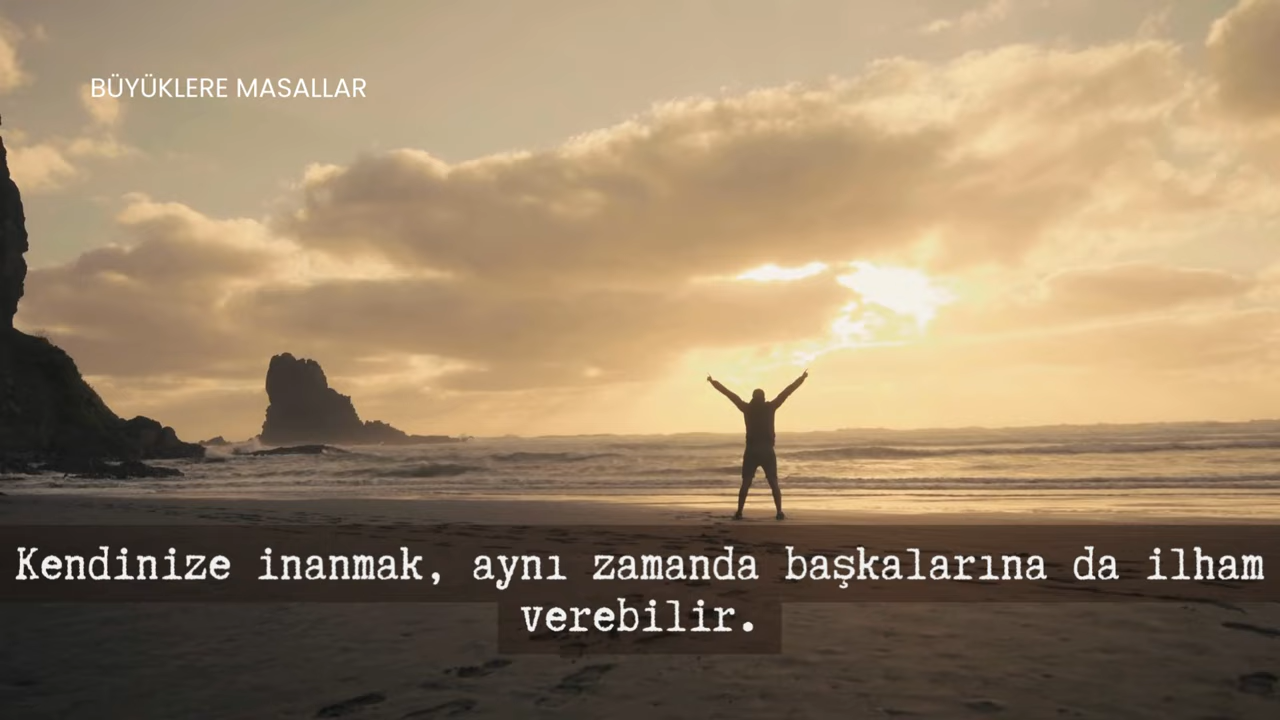 BÜYÜKLERE MASALLAR
Kendinize inanmak, aynı zamanda başkalarına da ilham
verebilir.